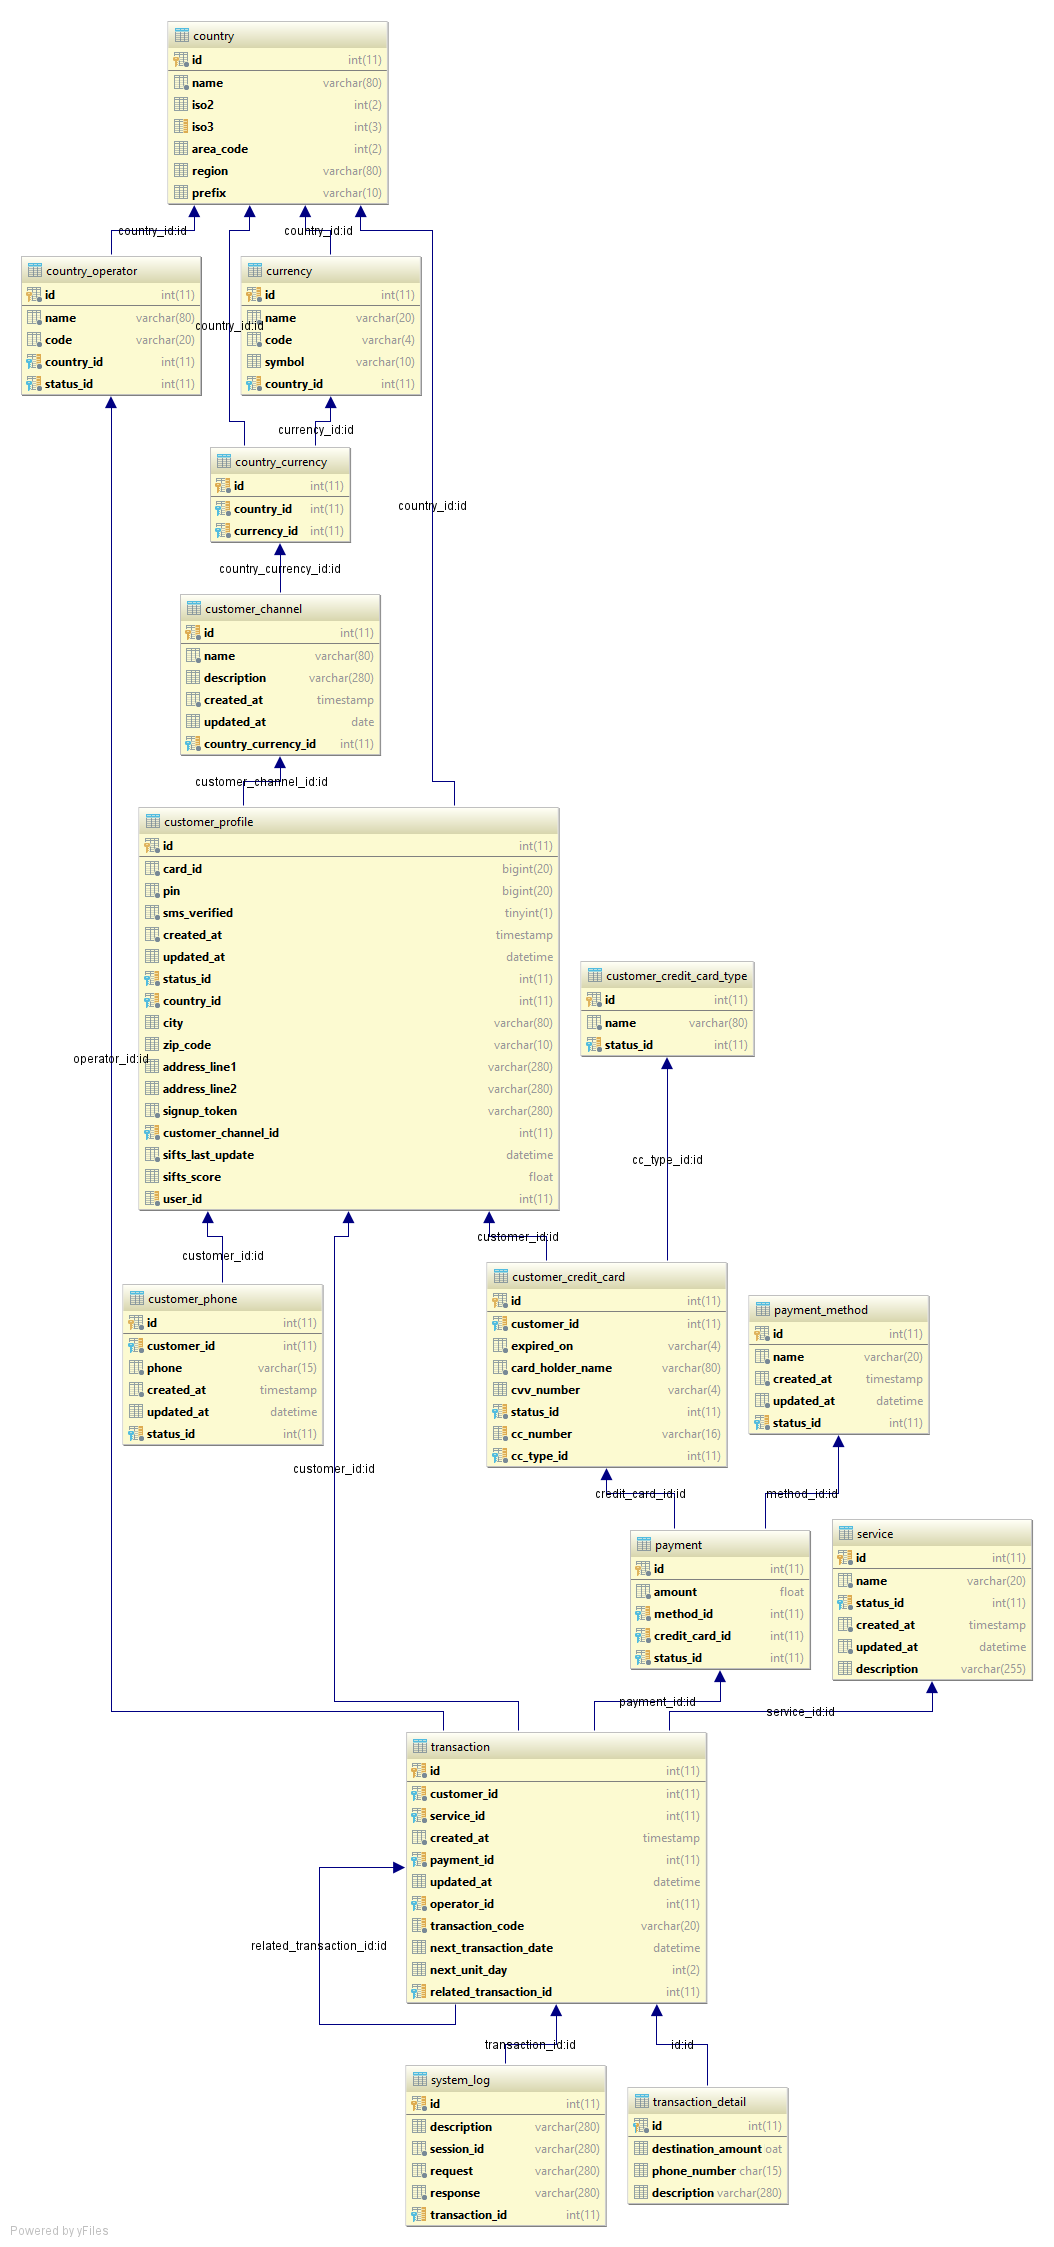 country
id int(11)
name varchar(80)
iso2 int(2)
iso3 int(3)
area_code int(2)
region varchar(80)
prefix varchar(10)
country_id:id
country_id:id
country_operator
id int(11)
name varchar(80)
code varchar(20)
country_id int(11)
status_id int(11)
country_id:id
currency
id int(11)
name varchar(20)
code varchar(4)
symbol varchar(10)
country_id int(11)
currency_id:id
country_currency
id int(11)
country_id int(11)
currency_id int(11)
country_id:id
country_currency_id:id
customer_channel
id int(11)
name varchar(80)
description varchar(280)
created_at timestamp
updated_at date
country_currency_id int(11)
customer_channel_id:id
customer_profile
id int(11)
card_id bigint(20)
pin bigint(20)
sms_verified tinyint(1)
created_at timestamp
updated_at datetime
status_id int(11)
country_id int(11)
city varchar(80)
zip_code varchar(10)
address_line1 varchar(280)
address_line2 varchar(280)
signup_token varchar(280)
customer_channel_id int(11)
sifts_last_update datetime
sifts_score float
user_id int(11)
operator_id:id
customer_credit_card_type
id int(11)
name varchar(80)
status_id int(11)
cc_type_id:id
customer_id:id
customer_id:id
customer_phone
id int(11)
customer_id int(11)
phone varchar(15)
created_at timestamp
updated_at datetime
status_id int(11)
customer_credit_card
id int(11)
customer_id int(11)
expired_on varchar(4)
card_holder_name varchar(80)
cvv_number varchar(4)
status_id int(11)
cc_number varchar(16)
cc_type_id int(11)
payment_method
id int(11)
name varchar(20)
created_at timestamp
updated_at datetime
status_id int(11)
customer_id:id
credit_card_id:id
method_id:id
payment
id int(11)
amount float
method_id int(11)
credit_card_id int(11)
status_id int(11)
service
id int(11)
name varchar(20)
status_id int(11)
created_at timestamp
updated_at datetime
description varchar(255)
payment_id:id
service_id:id
transaction
id int(11)
customer_id int(11)
service_id int(11)
created_at timestamp
payment_id int(11)
updated_at datetime
operator_id int(11)
transaction_code varchar(20)
next_transaction_date datetime
next_unit_day int(2)
related_transaction_id int(11)
related_transaction_id:id
transaction_id:id
id:id
system_log
id int(11)
description varchar(280)
session_id varchar(280)
request varchar(280)
response varchar(280)
transaction_id int(11)
transaction_detail
id int(11)
destination_amount oat
phone_number char(15)
description varchar(280)
Powered by yFiles